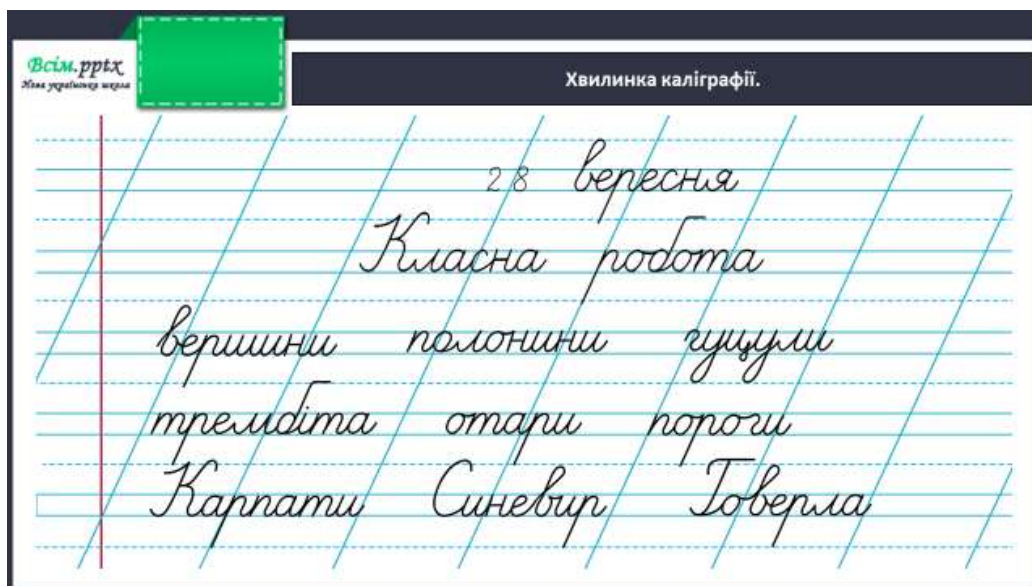 Всім.pptx
Нова українська школа
Хвилинка каліграфії.
28 вересня
Класна робота
вершини полонини гуцули
трембіта отари пороги
Карпати Синевир Говерла